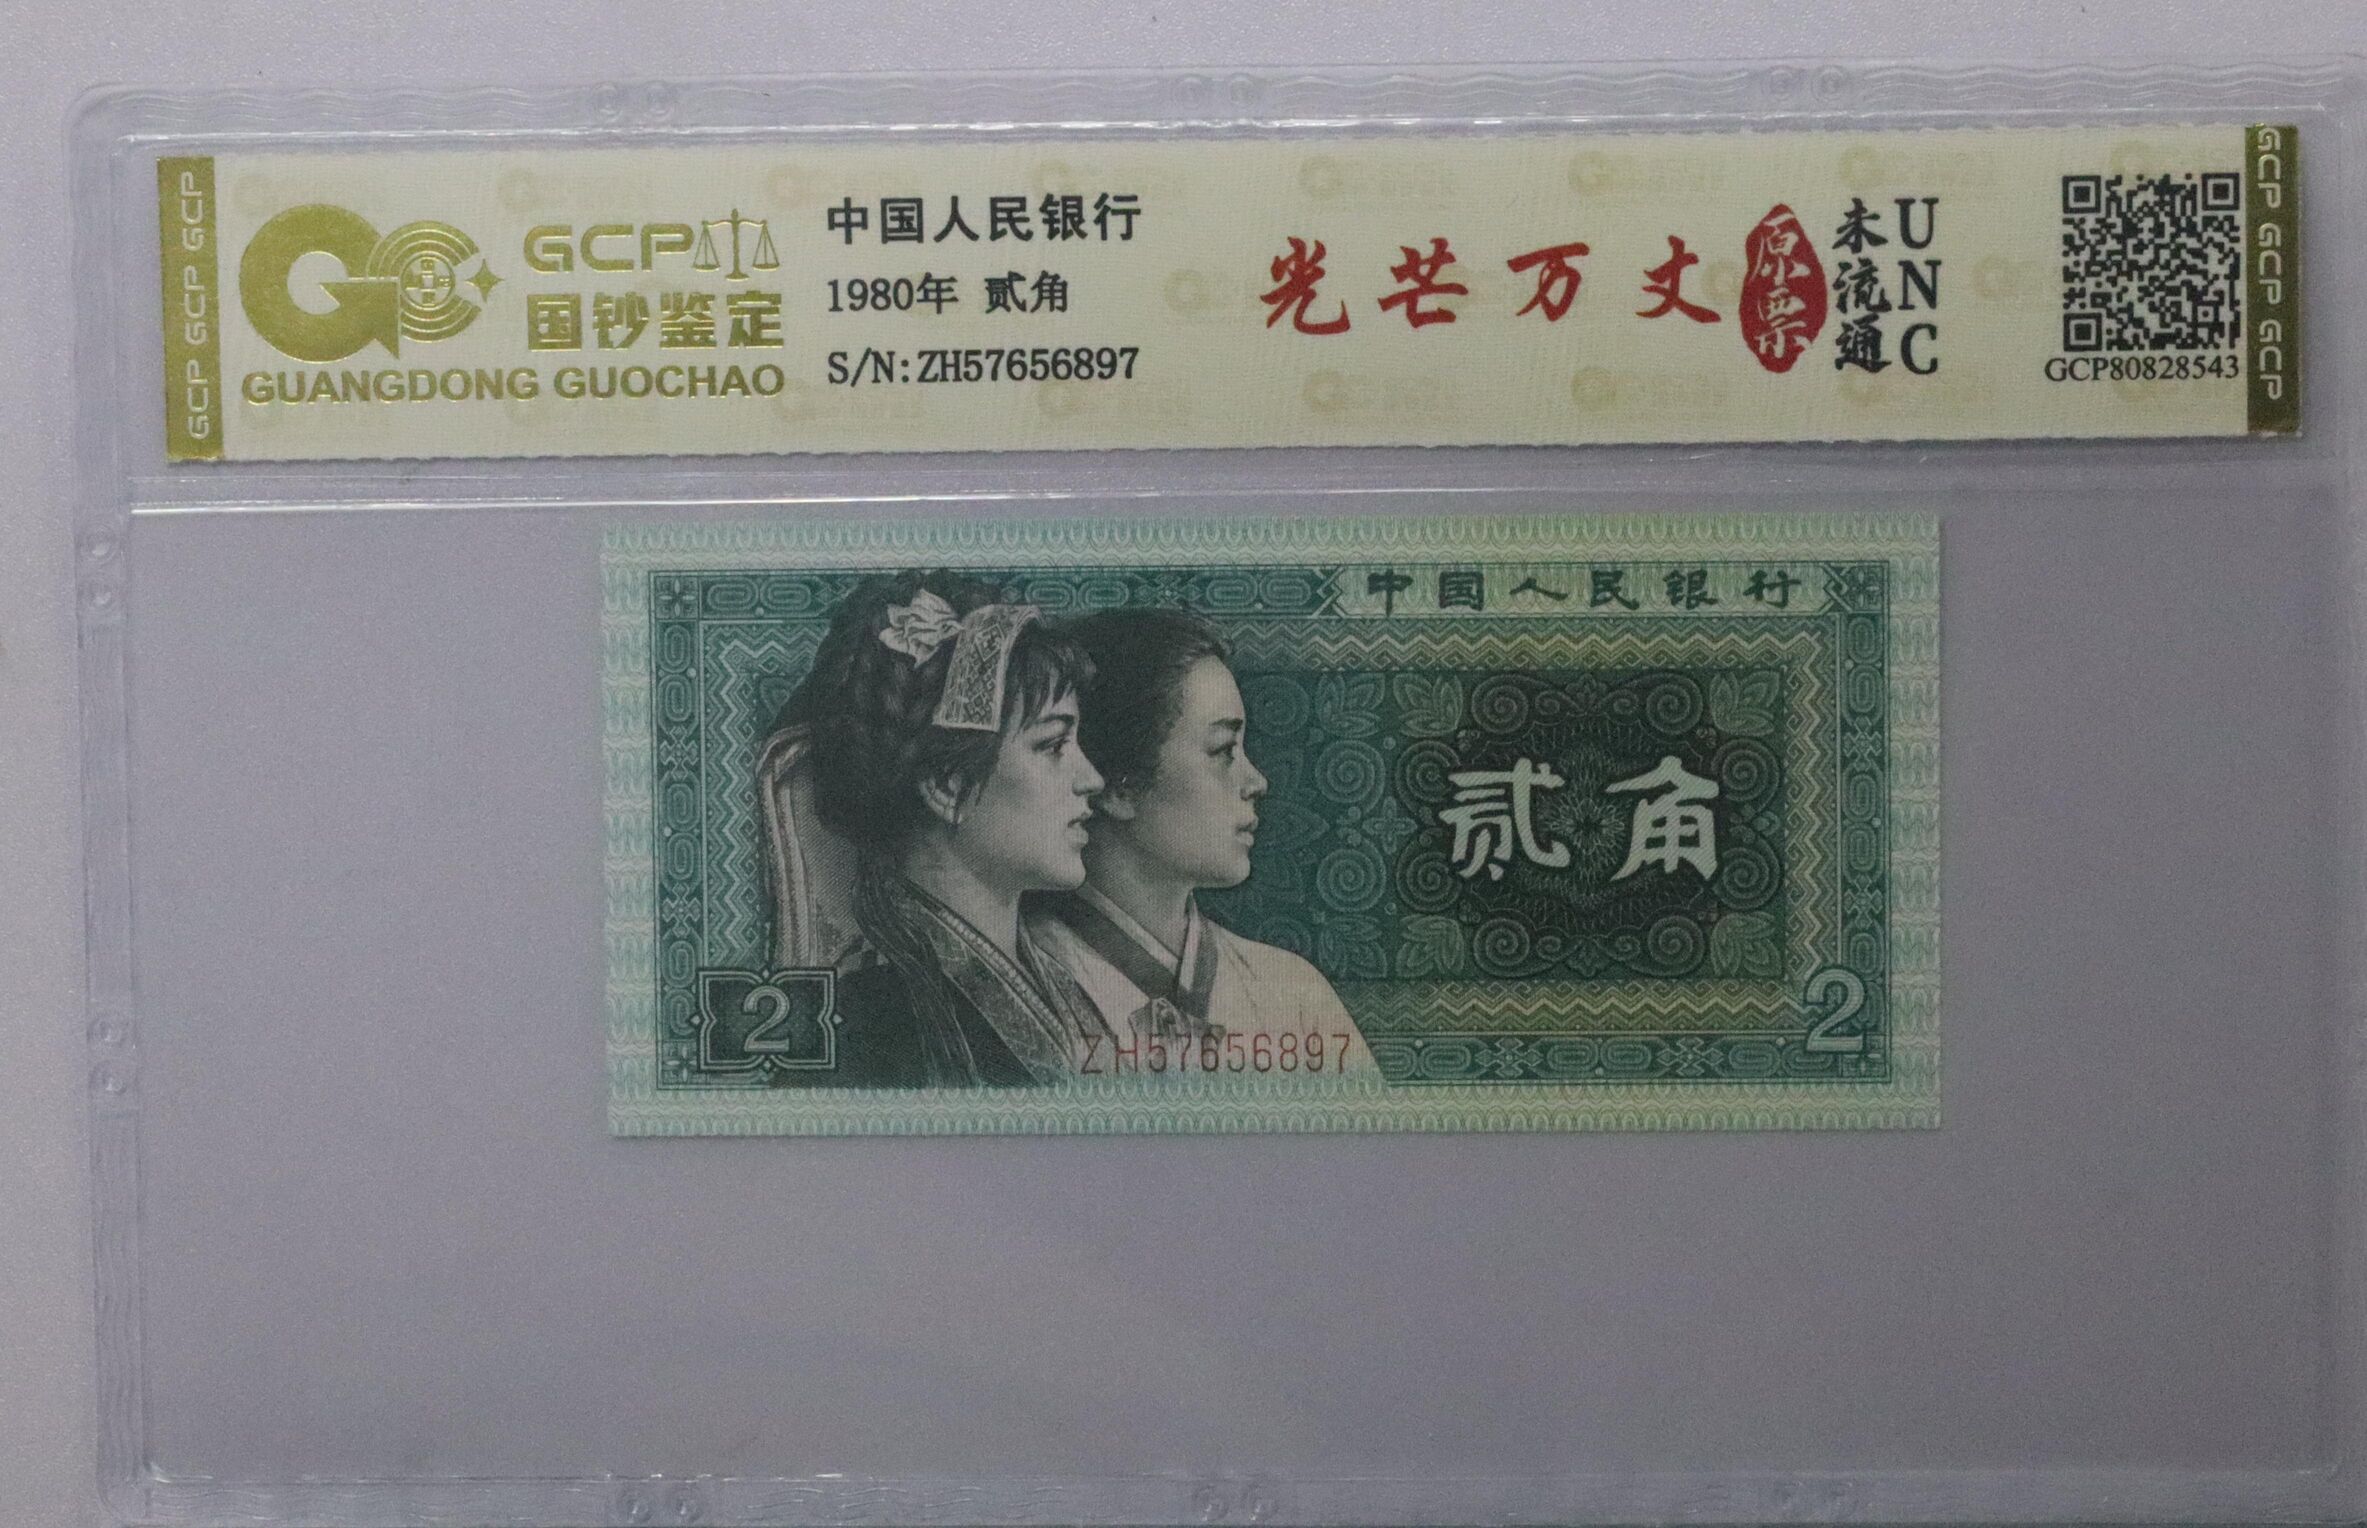 GCP GCP GCP
GCP
国钞鉴定
GUANGDONG GUOCHAO
中国人民银行
1980年 贰角
S/N:ZH57656897
光芒万丈
原票
未流通
UNC
GCP80828543
GCP GCP GCP
中国人民银行
贰角
2
2
ZH57656897